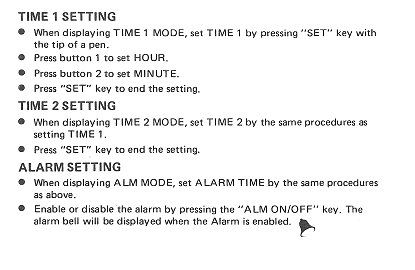 TIME 1 SETTING
● When displaying TIME 1 MODE, set TIME 1 by pressing "SET" key with
the tip of a pen.
● Press button 1 to set HOUR.
● Press button 2 to set MINUTE.
● Press "SET" key to end the setting.
TIME 2 SETTING
● When displaying TIME 2 MODE, set TIME 2 by the same procedures as
setting TIME 1.
● Press "SET" key to end the setting.
ALARM SETTING
● When displaying ALM MODE, set ALARM TIME by the same procedures
as above.
● Enable or disable the alarm by pressing the "ALM ON/OFF" key. The
alarm bell will be displayed when the Alarm is enabled.